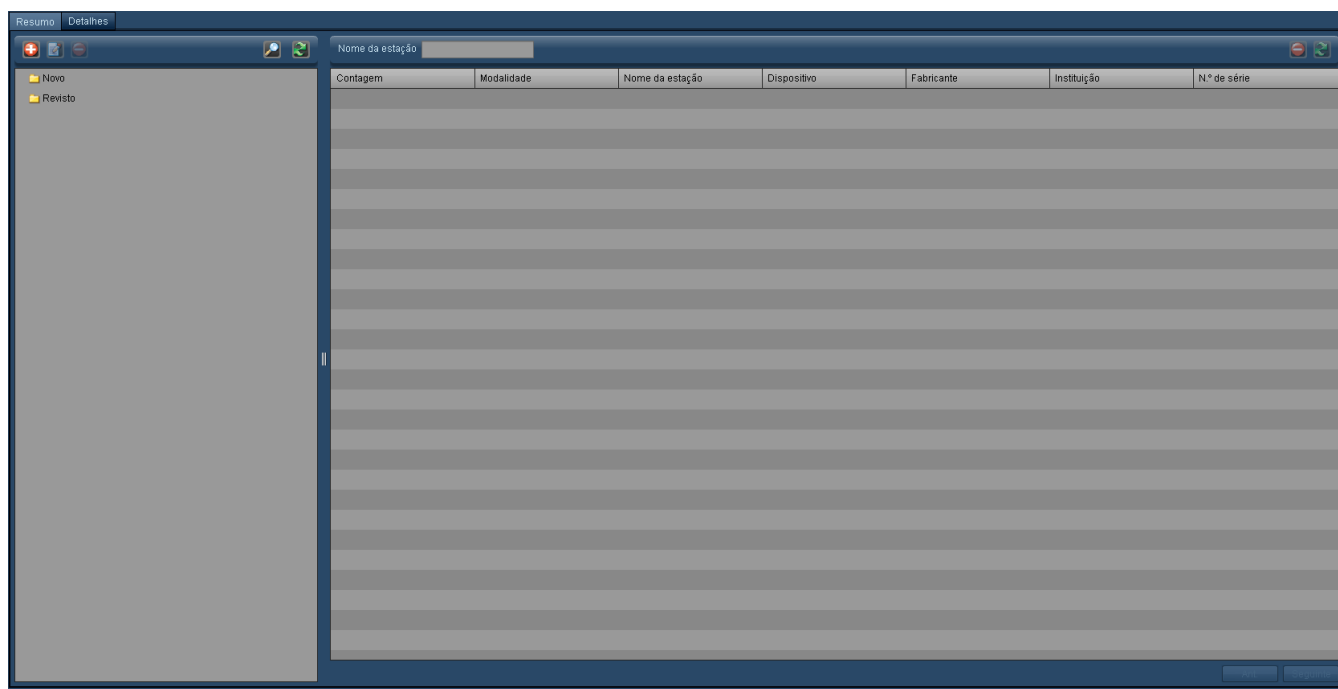 Resumo Detalhes
Nome da estação
Novo
Revisto
Contagem Modalidade Nome da estação Dispositivo Fabricante Instituição N.º de série